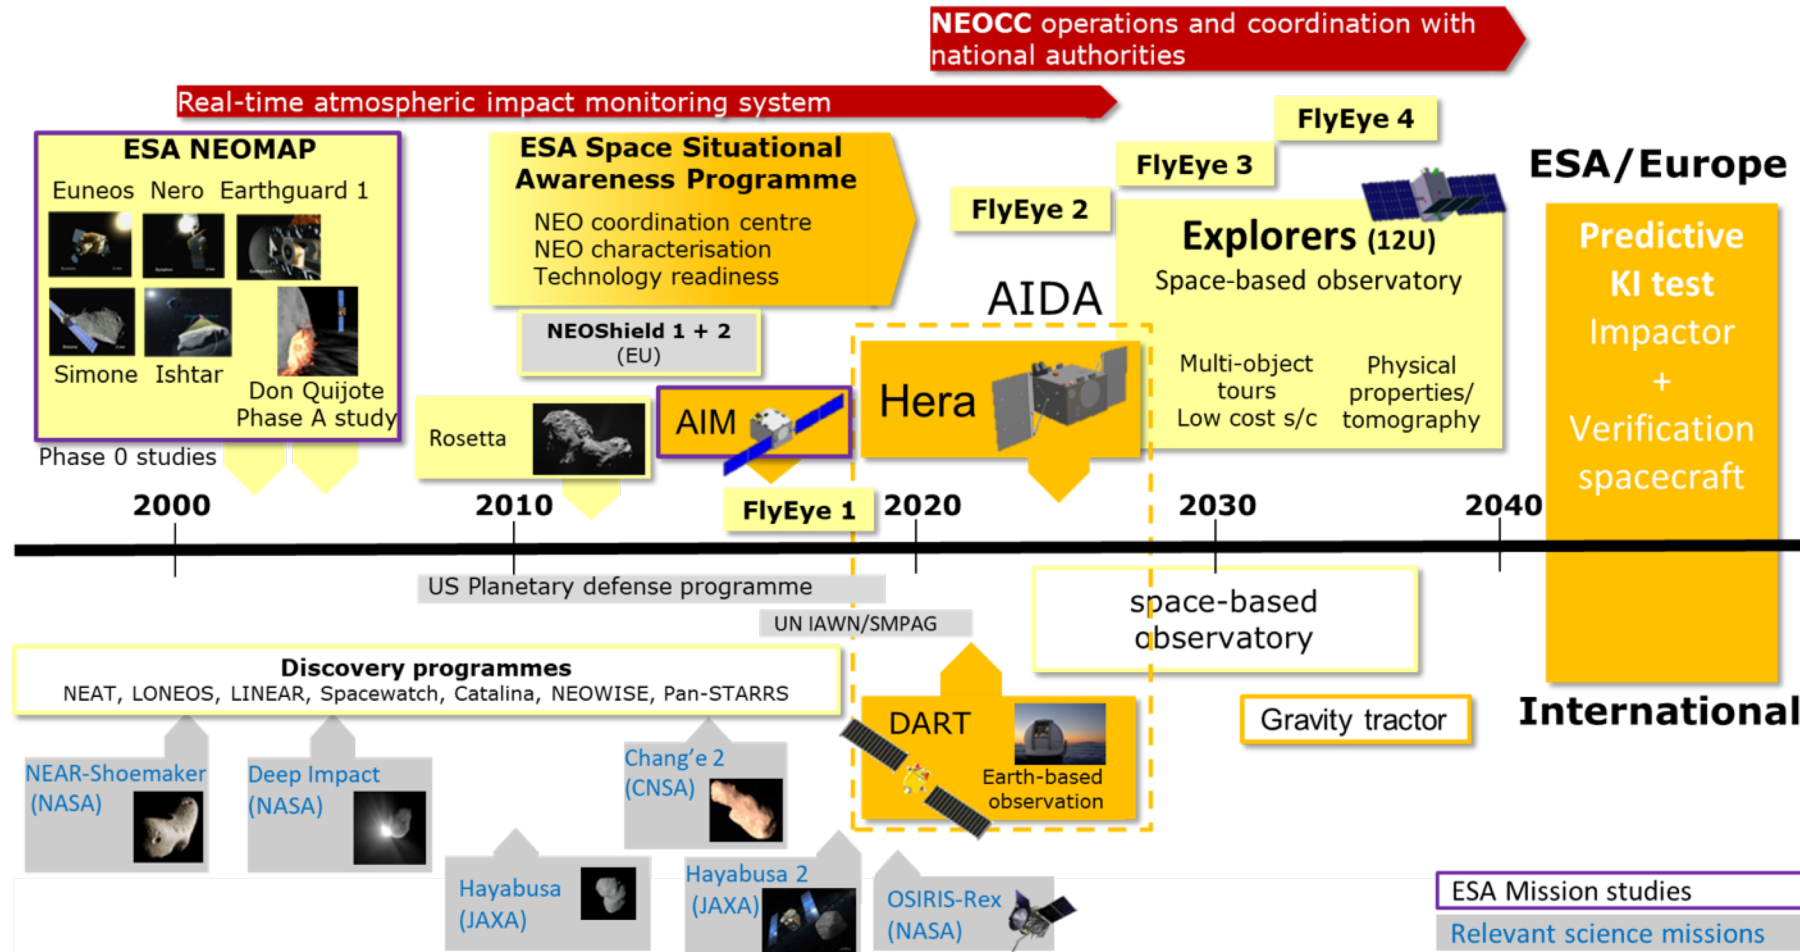 NEOCC operations and coordination with
national authorities
Real-time atmospheric impact monitoring system
ESA NEOMAP
Euneos Nero Earthguard 1
Simone Ishtar
Don Quijote
Phase A study
Phase 0 studies
ESA Space Situational
Awareness Programme
NEO coordination centre
NEO characterisation
Technology readiness
NEOShield 1 + 2
(EU)
Rosetta
AIM
FlyEye 1
FlyEye 2
FlyEye 3
FlyEye 4
AIDA
Hera
Explorers (12U)
Space-based observatory
Multi-object
tours
Low cost s/c
Physical
properties/
tomography
ESA/Europe
Predictive
KI test
Impactor
+
Verification
spacecraft
2000
2010
2020
2030
2040
US Planetary defense programme
UN IAWN/SMPAG
space-based
observatory
Discovery programmes
NEAT, LONEOS, LINEAR, Spacewatch, Catalina, NEOWISE, Pan-STARRS
DART
Earth-based
observation
Gravity tractor
International
NEAR-Shoemaker
(NASA)
Deep Impact
(NASA)
Chang'e 2
(CNSA)
Hayabusa
(JAXA)
Hayabusa 2
(JAXA)
OSIRIS-Rex
(NASA)
ESA Mission studies
Relevant science missions